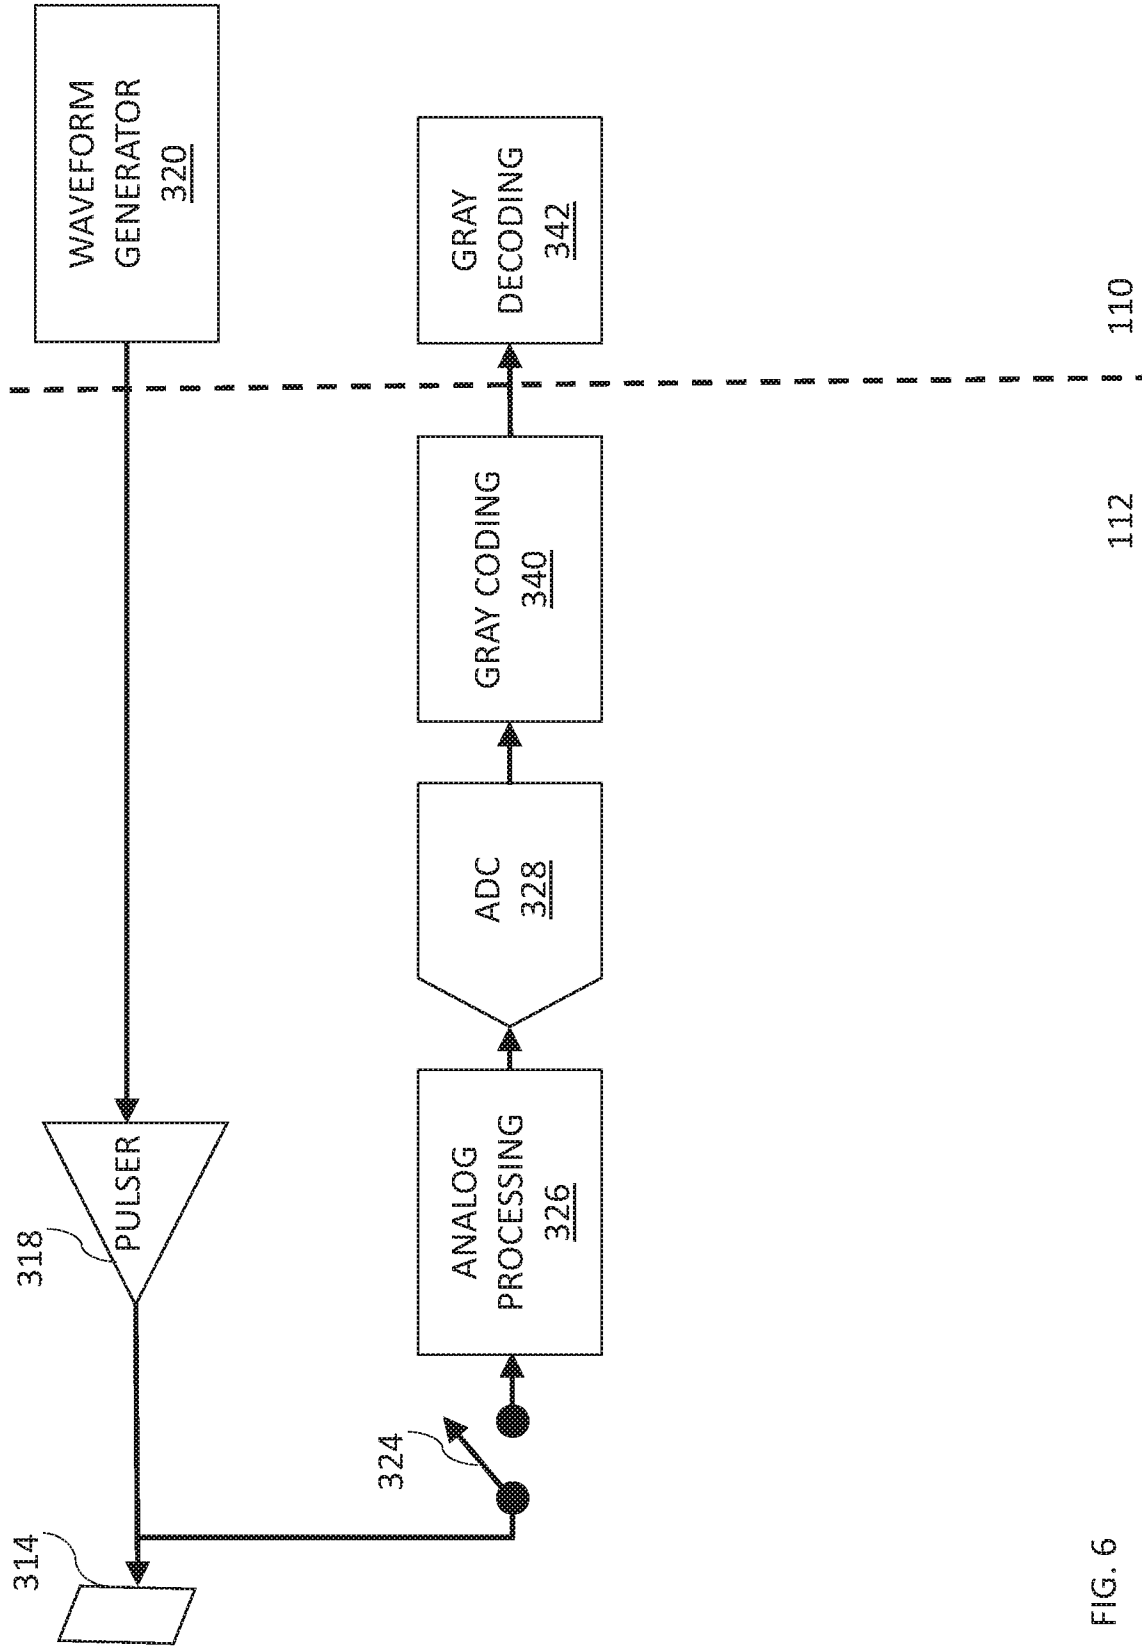 314
318
PULSER
WAVEFORM
GENERATOR
320
324
ANALOG
PROCESSING
326
ADC
328
GRAY CODING
340
GRAY
DECODING
342
112
110
FIG. 6